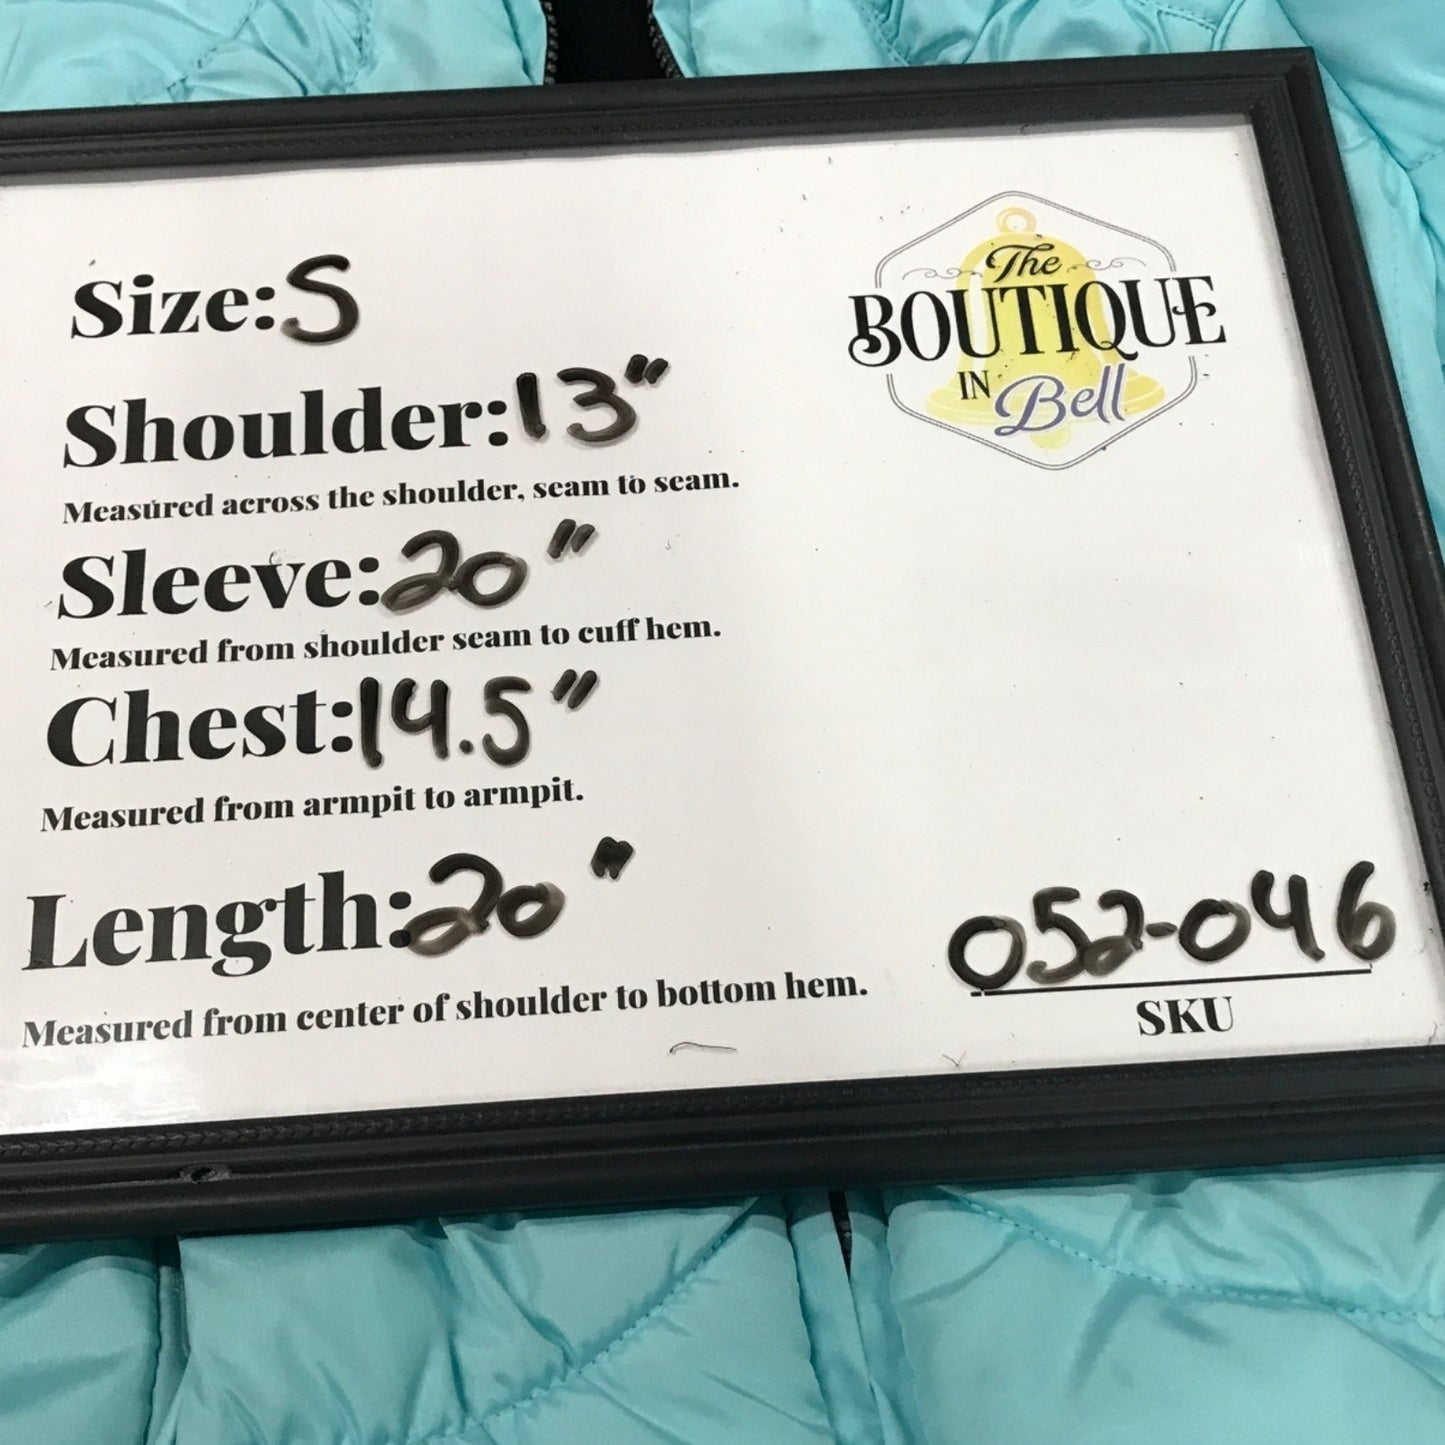 Size: S
The
BOUTIQUE
IN Bell
Shoulder: 13"
Measured across the shoulder, seam to seam.
Sleeve: 20"
Measured from shoulder seam to cuff hem.
Chest: 14.5"
Measured from armpit to armpit.
Length: 20"
Measured from center of shoulder to bottom hem.
052-046
SKU